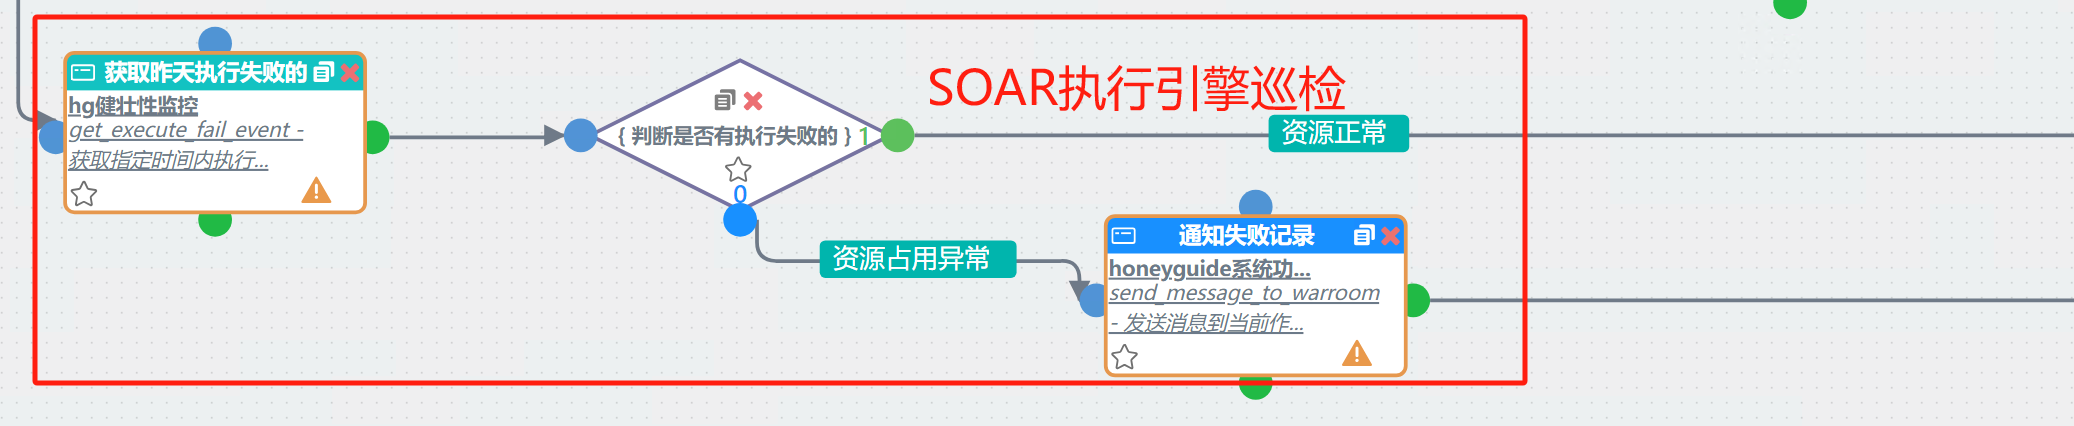 获取昨天执行失败的
hg健壮性监控
get_execute_fail_event -
获取指定时间内执行...
{ 判断是否有执行失败的 } 1
0
SOAR执行引擎巡检
资源正常
资源占用异常
通知失败记录
honeyguide系统功...
send_message_to_warroom
- 发送消息到当前作...